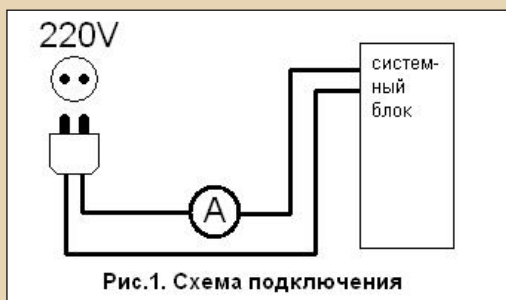 220V
систем-
ный
блок
A
Рис.1. Схема подключения